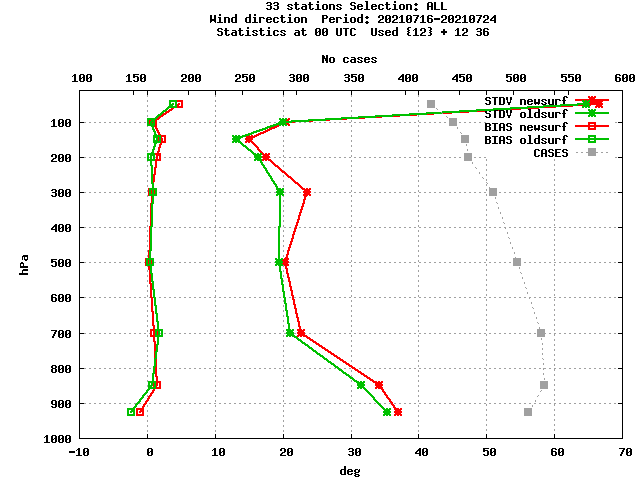 33 stations Selection: ALL
Wind direction  Period: 20210716-20210724
Statistics at 00 UTC  Used {12} + 12 36
No cases
100 150 200 250 300 350 400 450 500 550 600
STDV newsurf
STDV oldsurf
BIAS newsurf
BIAS oldsurf
CASES
100
200
300
400
500
600
700
800
900
1000
hPa
-10 0 10 20 30 40 50 60 70
deg